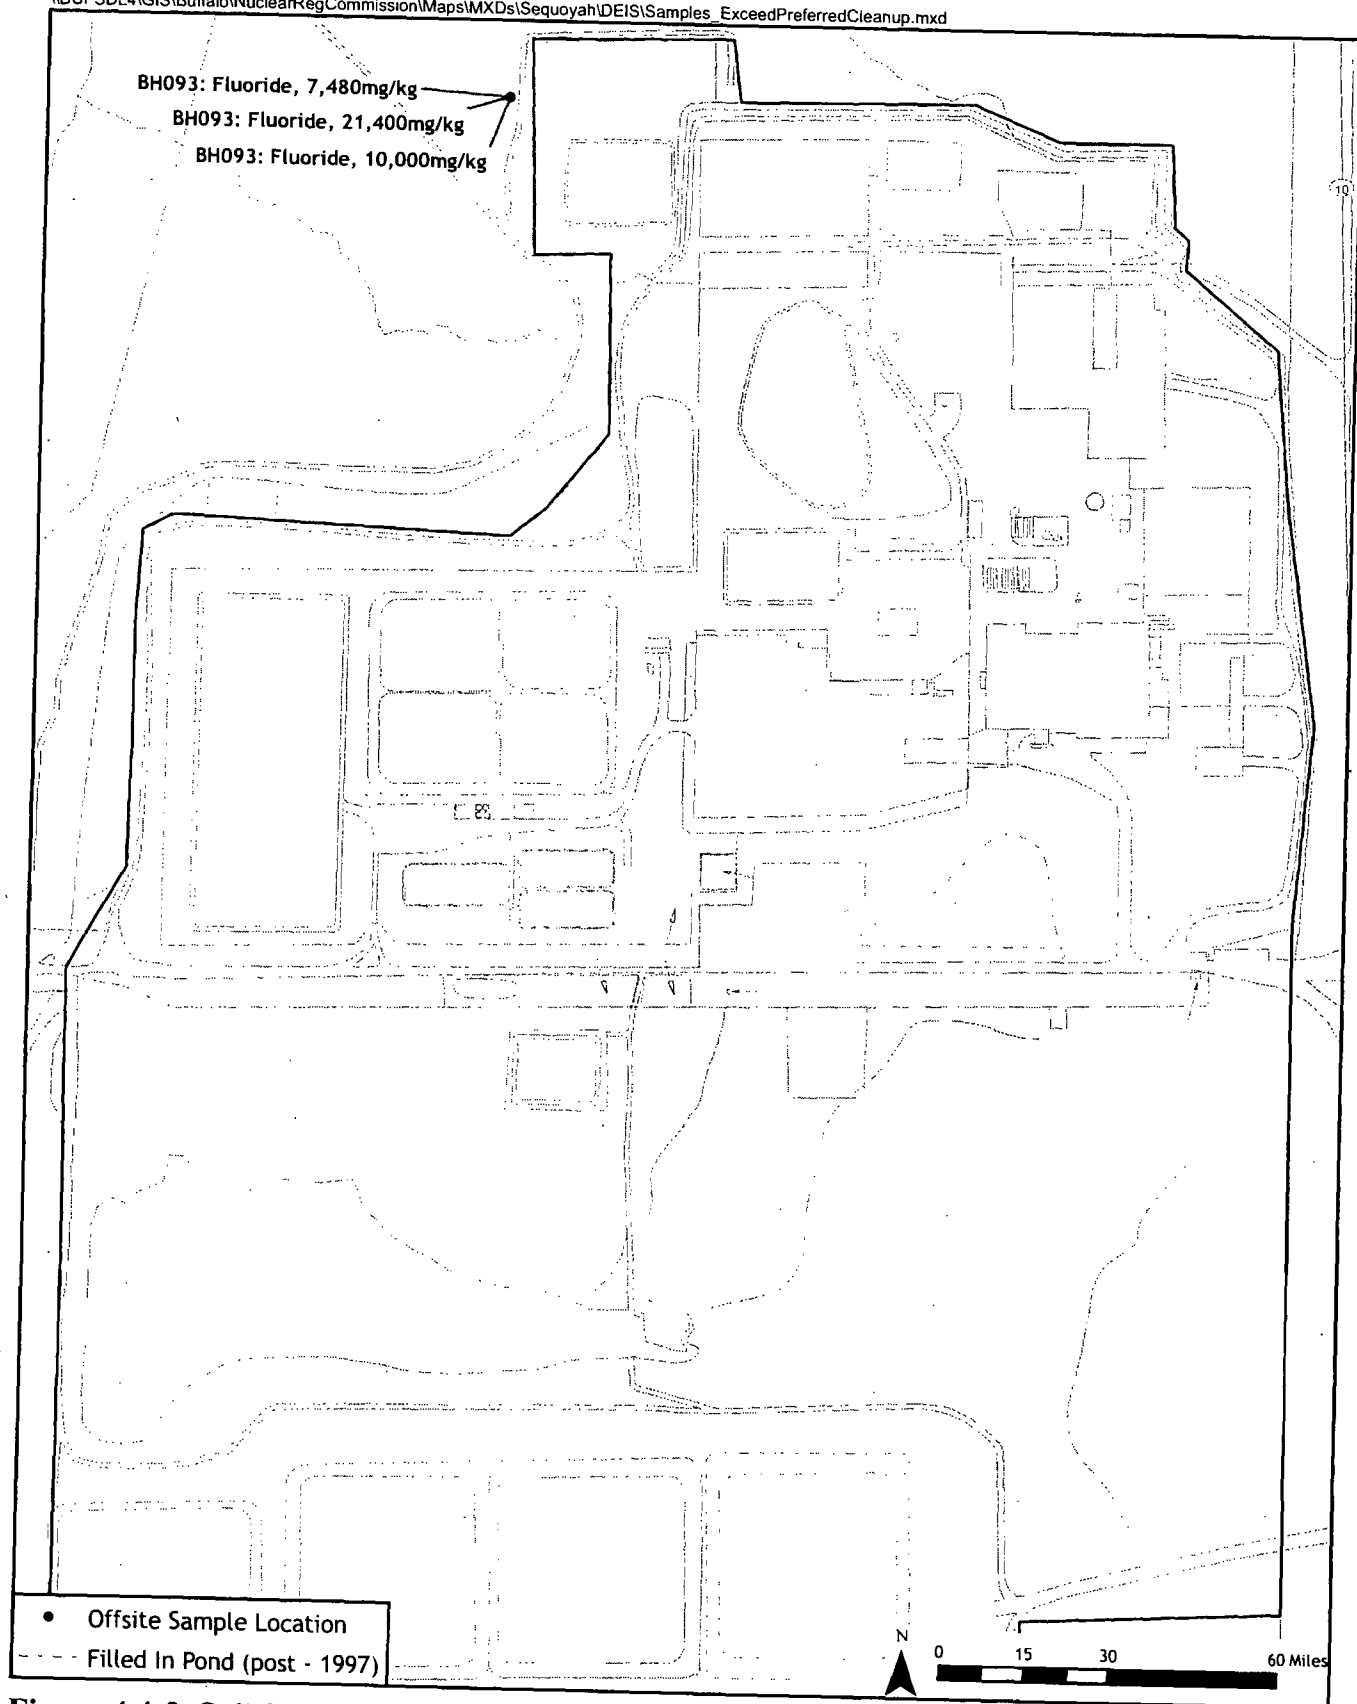 BUFSDL4\GIS\Buffalo\NuclearRegCommission\Maps\MXDs\Sequoyah\DEIS\Samples_ExceedPreferredCleanup.mxd
BH093: Fluoride, 7,480mg/kg
BH093: Fluoride, 21,400mg/kg
BH093: Fluoride, 10,000mg/kg
10
• Offsite Sample Location
---- Filled In Pond (post - 1997)
N
0 15 30 60 Miles